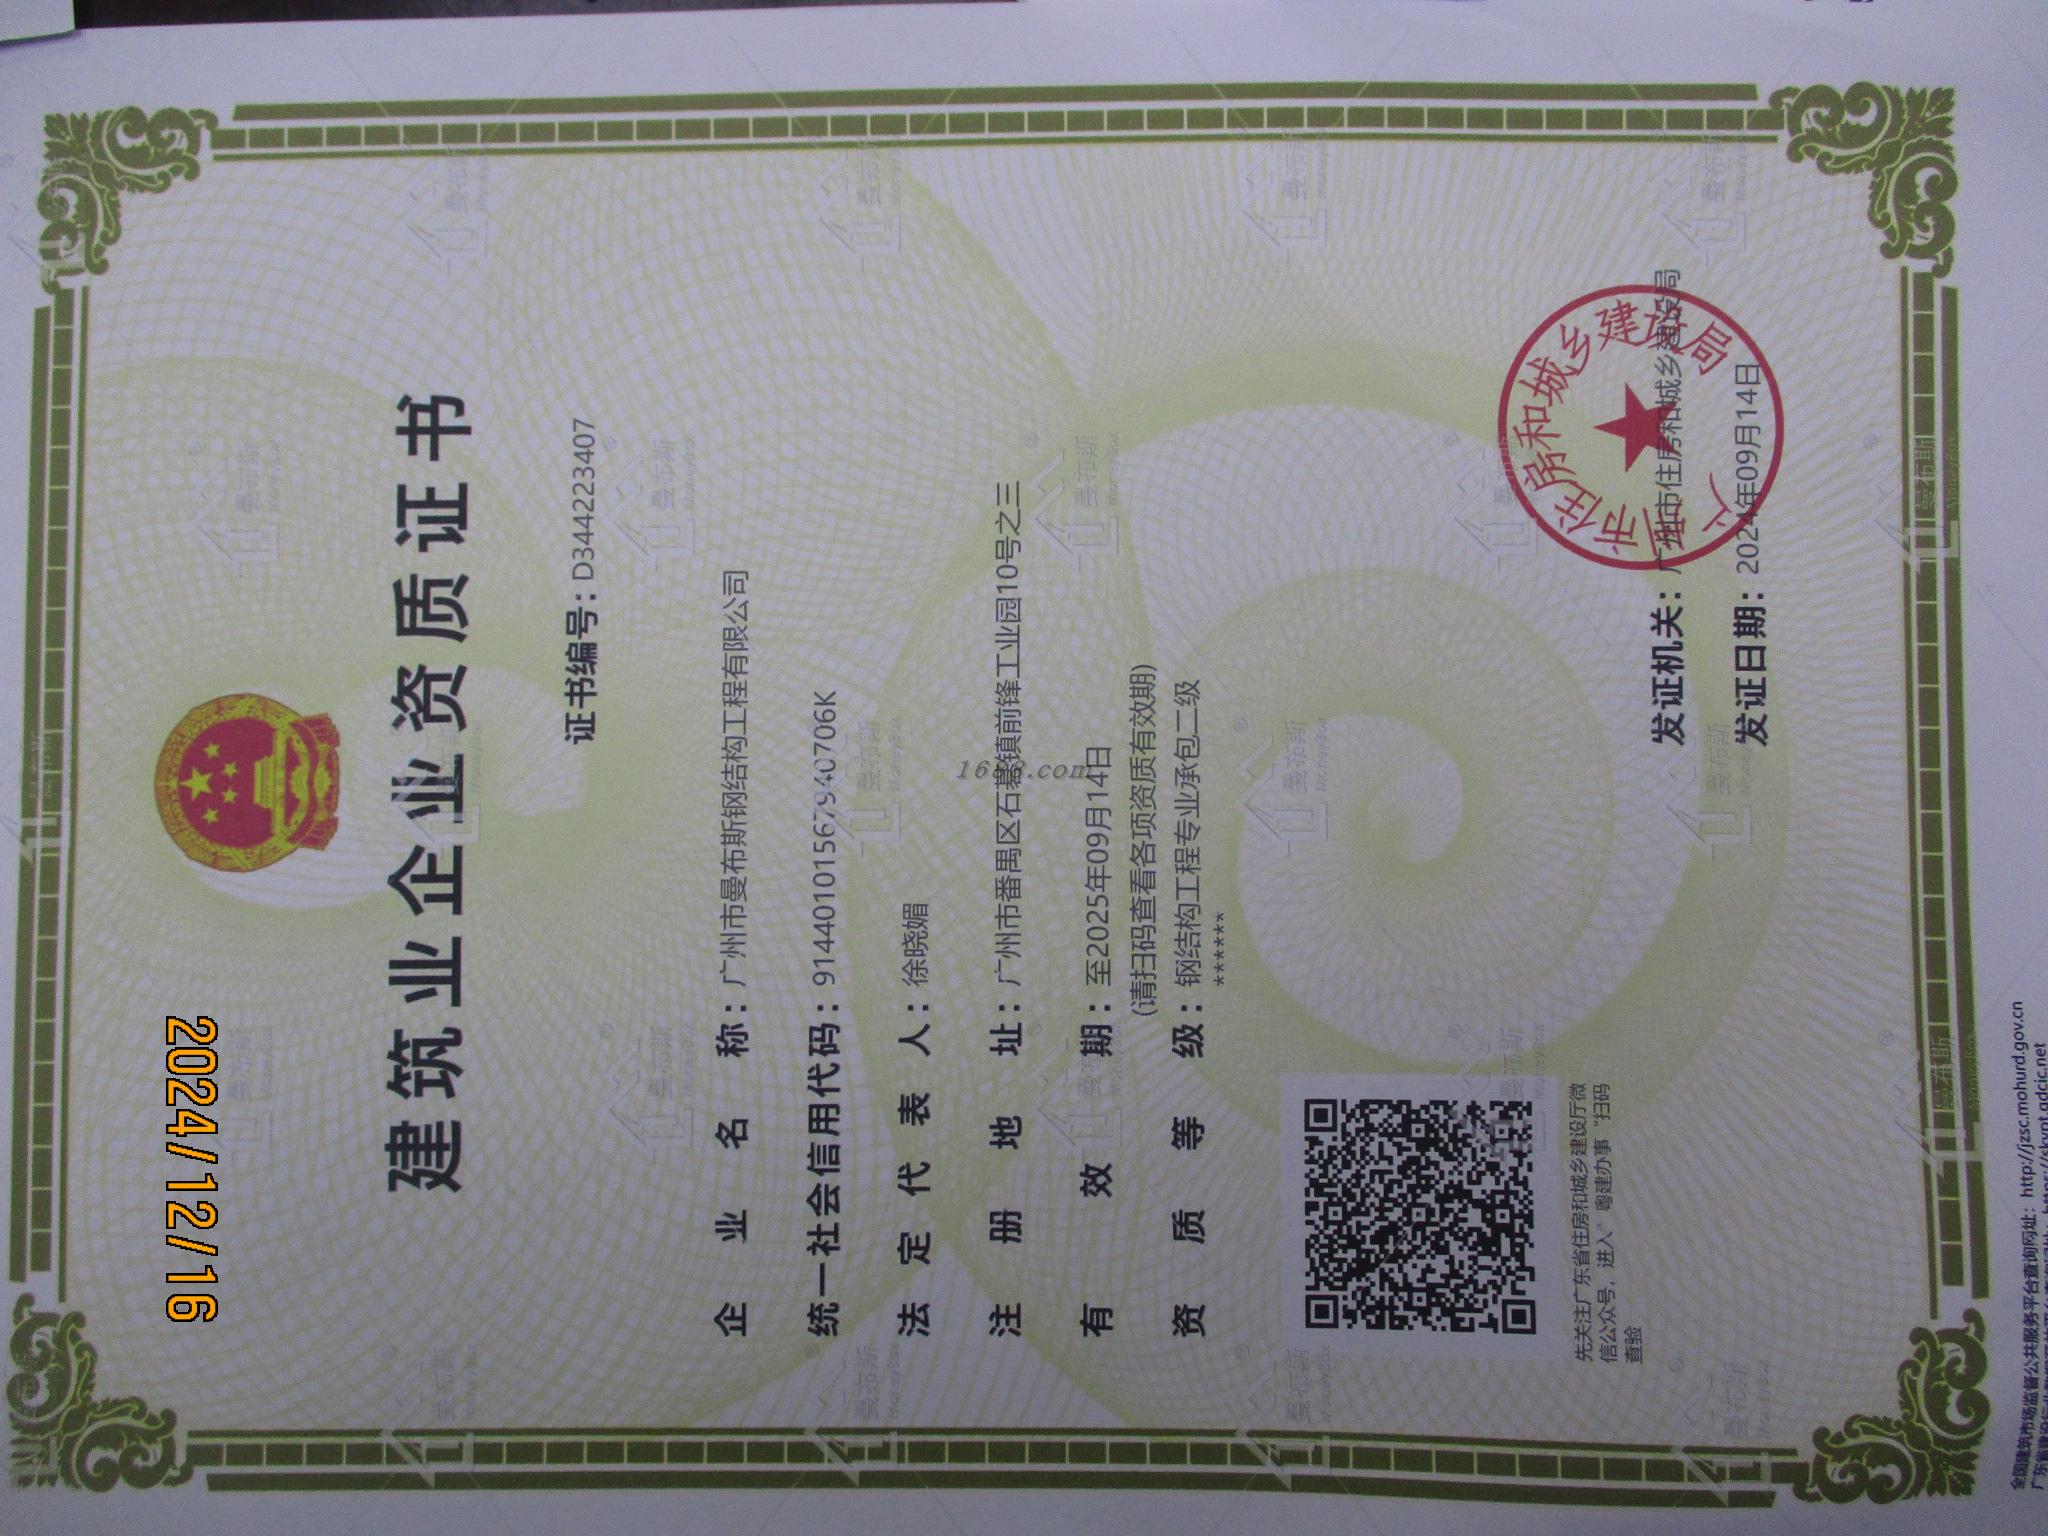 2024/12/16
建筑业企业资质证书
证书编号：D344223407
企业名称：广州市曼布斯钢结构工程有限公司
统一社会信用代码：91440101567940706K
法定代表人：徐晓媚
注册地址：广州市番禺区石碁镇前锋工业园10号之三
有效期：至2025年09月14日
(请扫码查看各项资质有效期)
资质等级：钢结构工程专业承包二级
******
先关注广东省住房和城乡建设厅微
信公众号，进入“粤建办事”扫码
查验
发证机关：广州市住房和城乡建设局
发证日期：2024年09月14日
市住房和城乡建设局
全国建筑市场监管公共服务平台查询网址：http://jzsc.mohurd.gov.cn
1688.com
曼布斯
MoneyBox